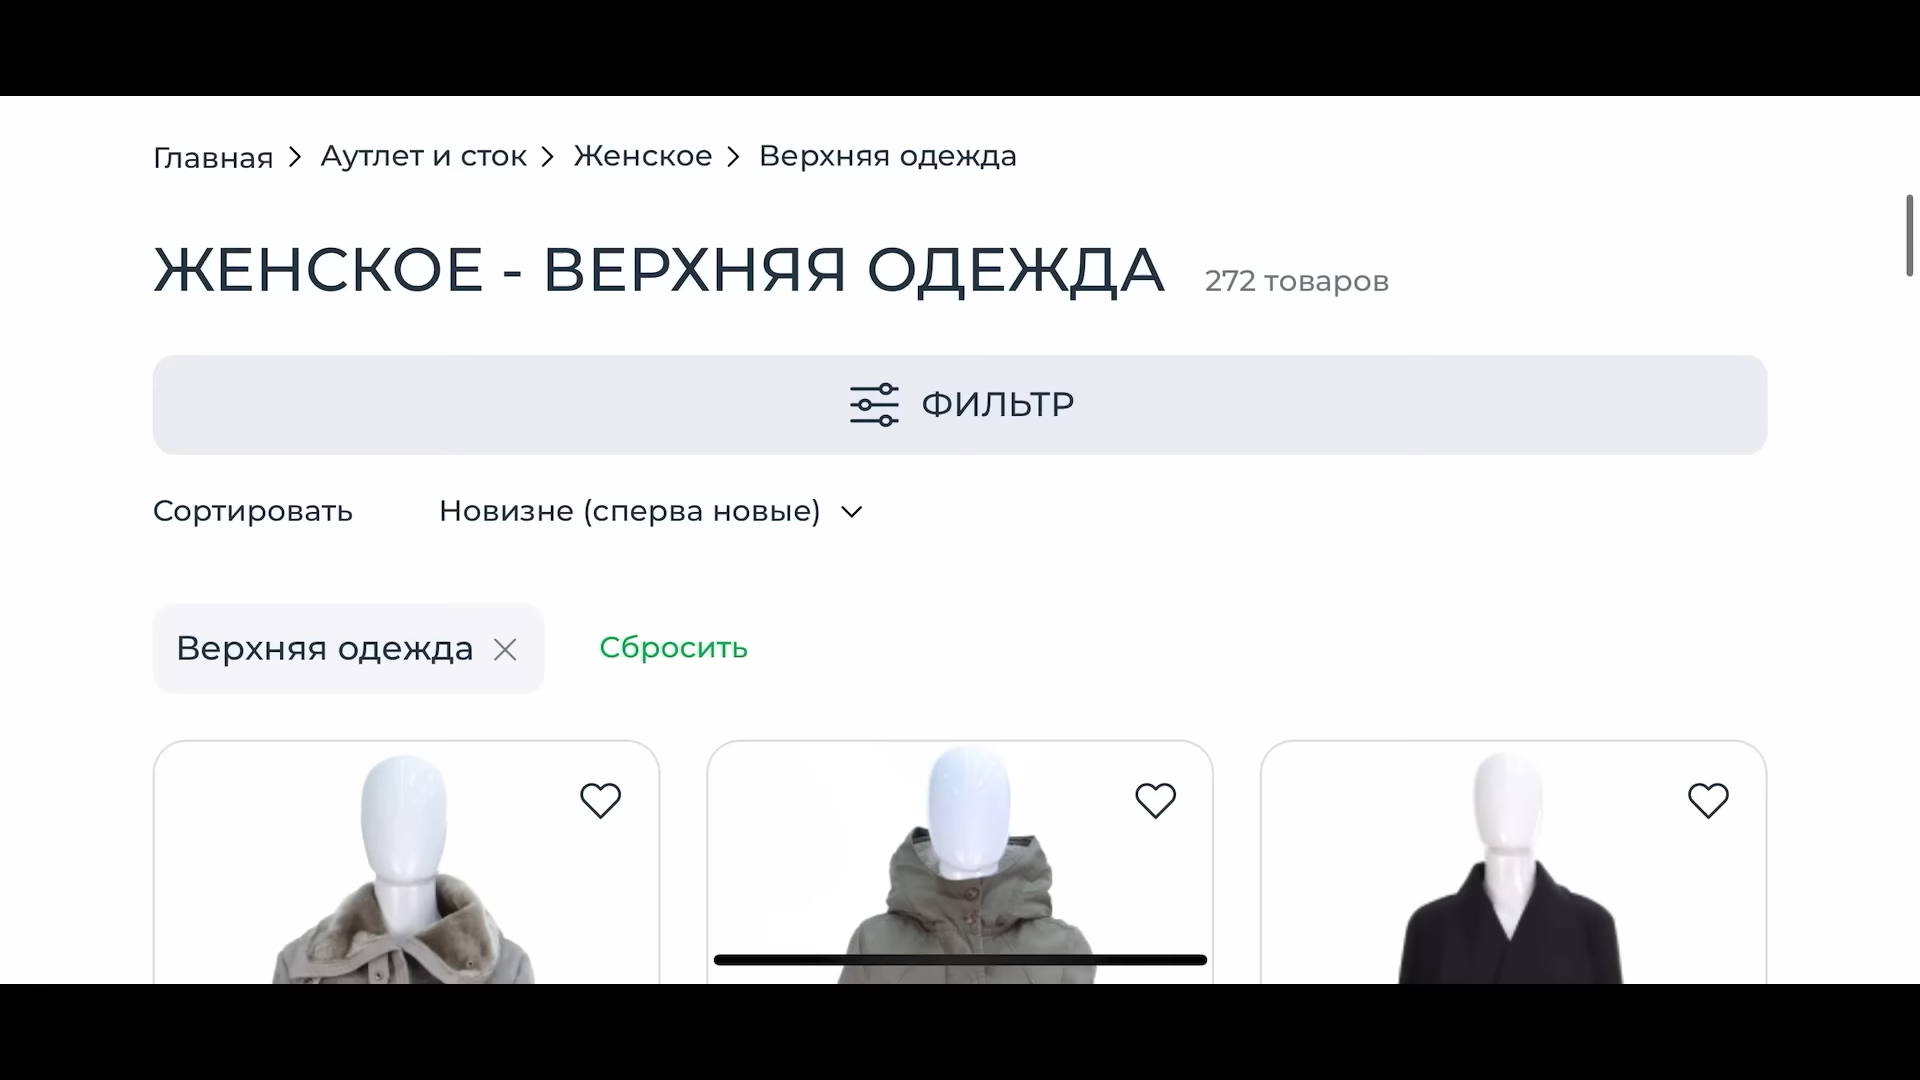 Главная > Аутлет и сток > Женское > Верхняя одежда
ЖЕНСКОЕ - ВЕРХНЯЯ ОДЕЖДА 272 товаров
ФИЛЬТР
Сортировать Новизне (сперва новые)
Верхняя одежда Сбросить